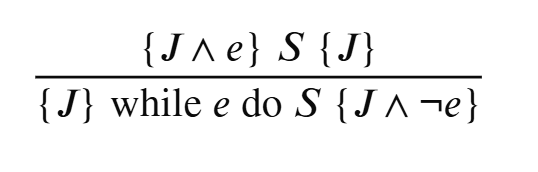 {J ∧ e} S {J}
{J} while e do S {J ∧ ¬e}